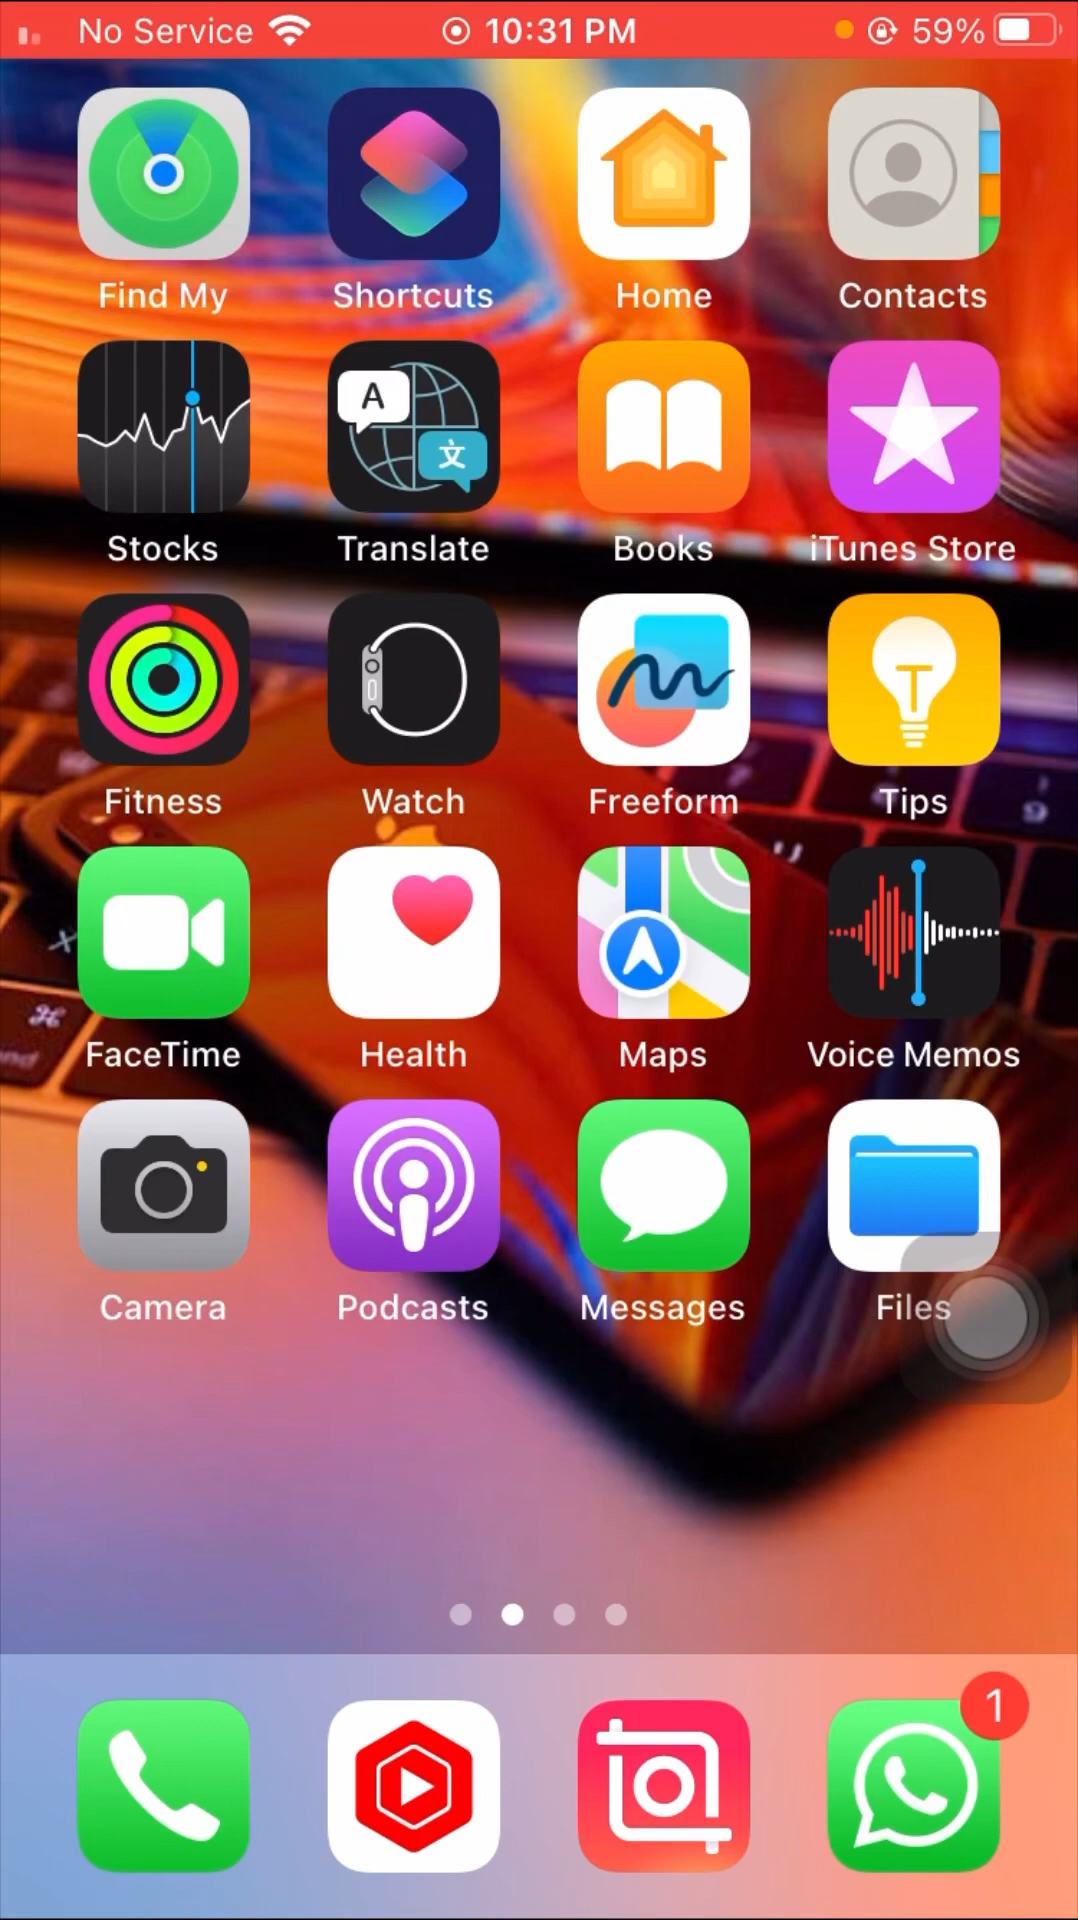 No Service 10:31 PM 59%
Find My Shortcuts Home Contacts
A 文
Stocks Translate Books iTunes Store
Fitness Watch Freeform Tips
FaceTime Health Maps Voice Memos
Camera Podcasts Messages Files
1